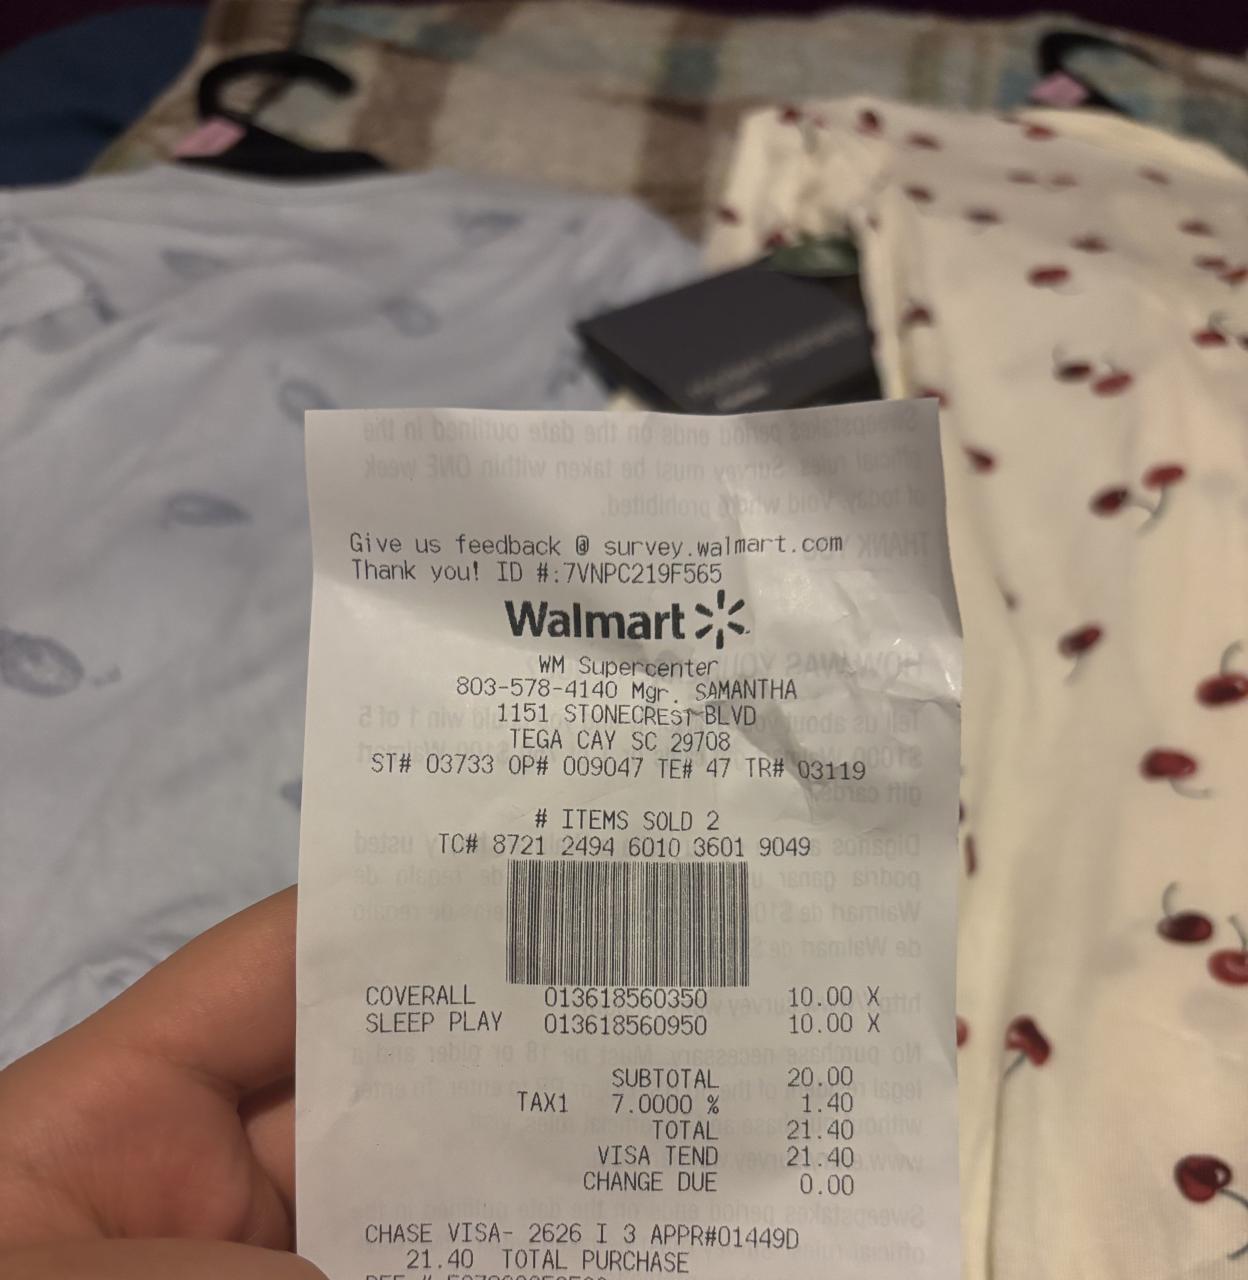 Give us feedback @ survey.walmart.com
Thank you! ID #:7VNPC219F565
Walmart
WM Supercenter
803-578-4140 Mgr. SAMANTHA
1151 STONECREST BLVD
TEGA CAY SC 29708
ST# 03733 OP# 009047 TE# 47 TR# 03119
# ITEMS SOLD 2
TC# 8721 2494 6010 3601 9049
COVERALL 013618560350 10.00 X
SLEEP PLAY 013618560950 10.00 X
SUBTOTAL 20.00
TAX1 7.0000 % 1.40
TOTAL 21.40
VISA TEND 21.40
CHANGE DUE 0.00
CHASE VISA- 2626 I 3 APPR#01449D
21.40 TOTAL PURCHASE